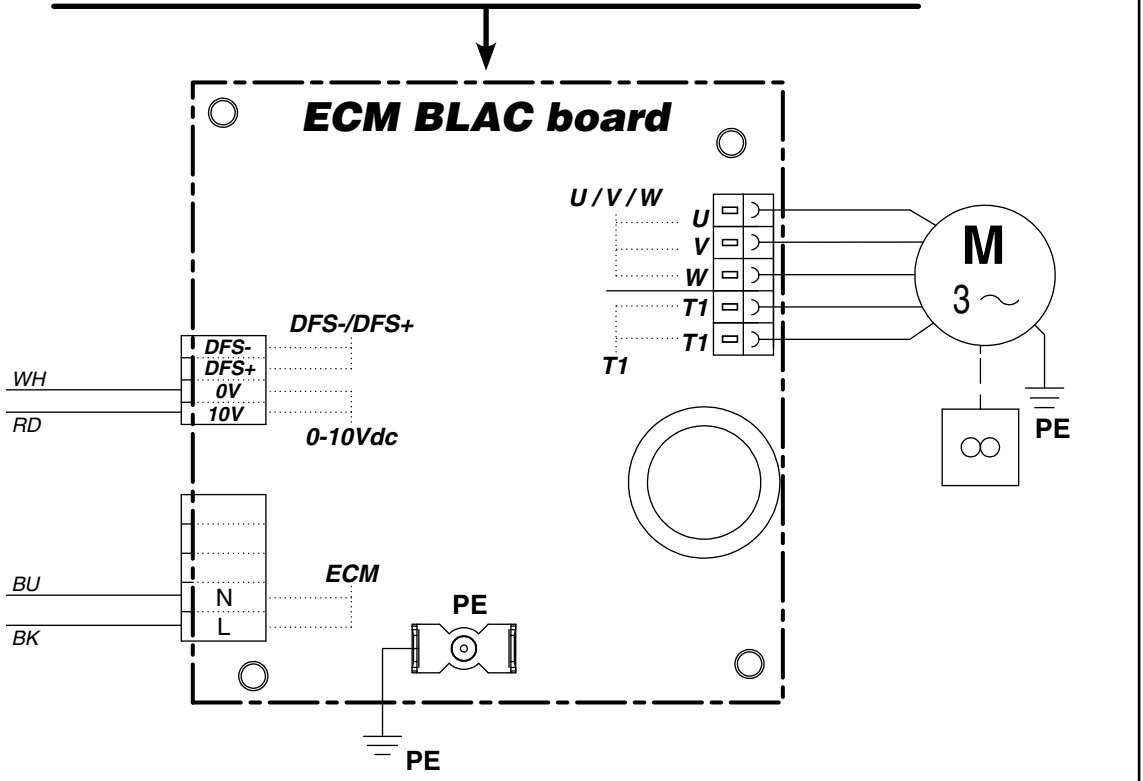 ECM BLAC board
U / V / W
U
V
W
T1
T1
T1
M
3 ~
PE
DFS-/DFS+
DFS-
DFS+
0V
10V
WH
RD
0-10Vdc
ECM
BU
N
BK
L
PE
PE